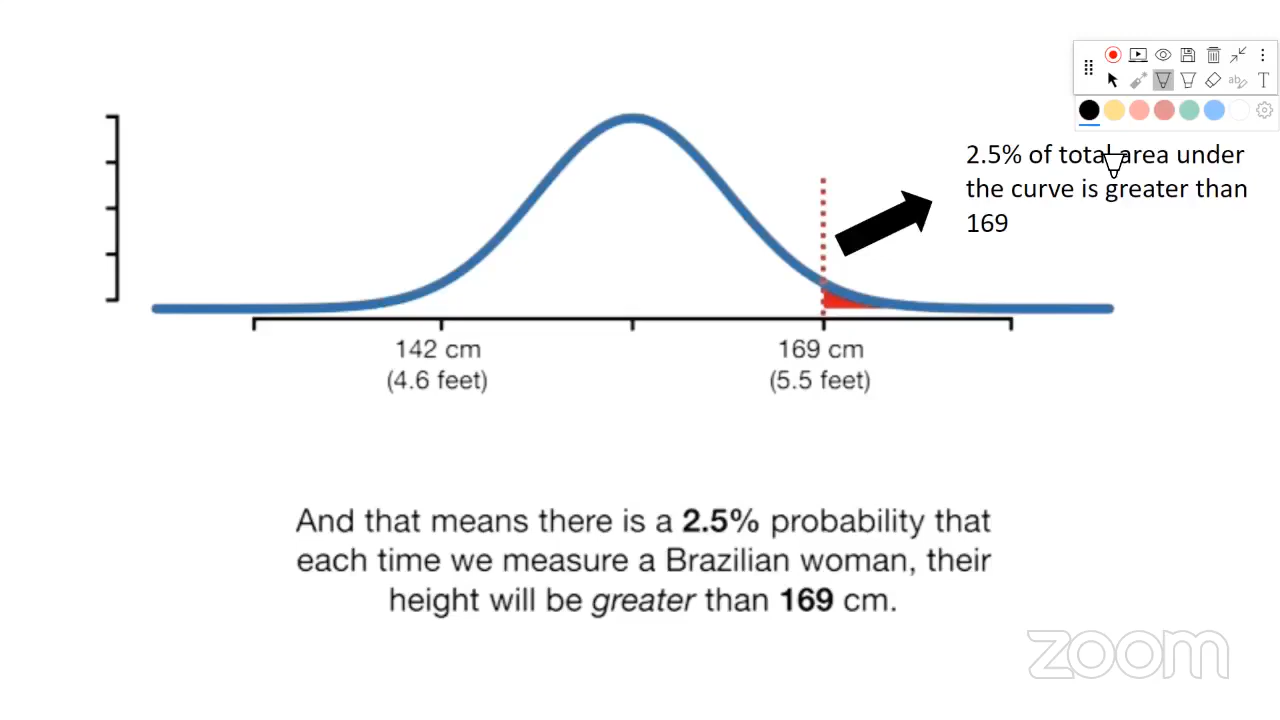 2.5% of total area under
the curve is greater than
169
142 cm
(4.6 feet)
169 cm
(5.5 feet)
And that means there is a 2.5% probability that
each time we measure a Brazilian woman, their
height will be greater than 169 cm.
zoom